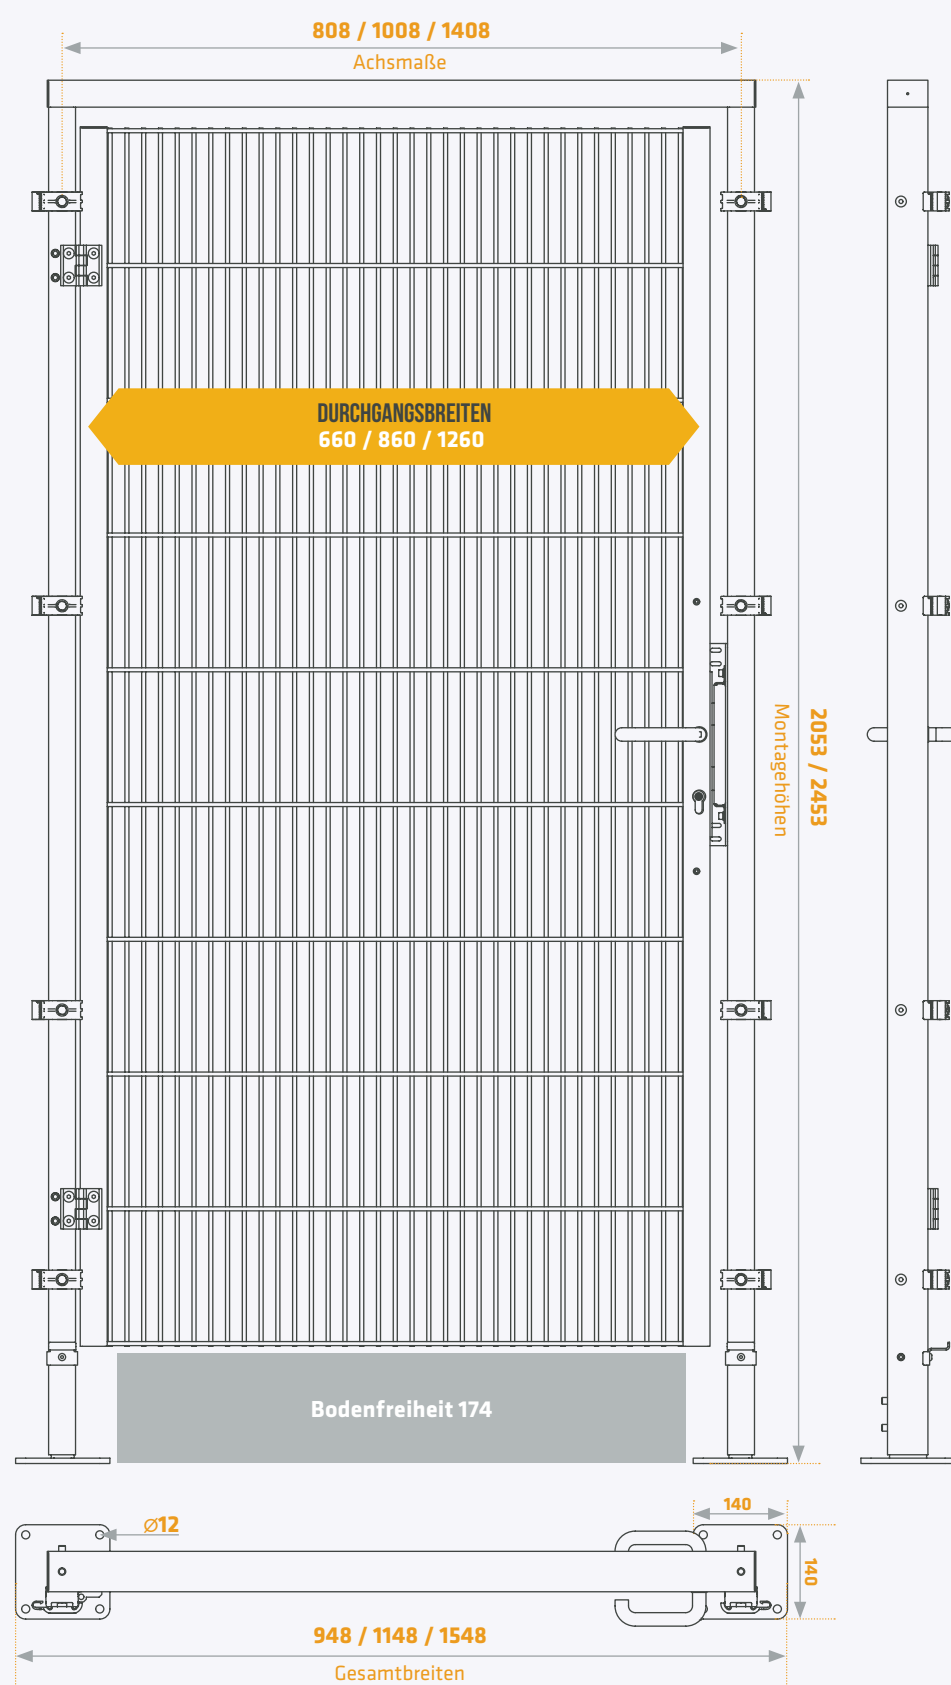 808 / 1008 / 1408
Achsmaße
DURCHGANGSBREITEN
660 / 860 / 1260
2053 / 2453
Montagehöhen
Bodenfreiheit 174
140
Ø12
140
948 / 1148 / 1548
Gesamtbreiten